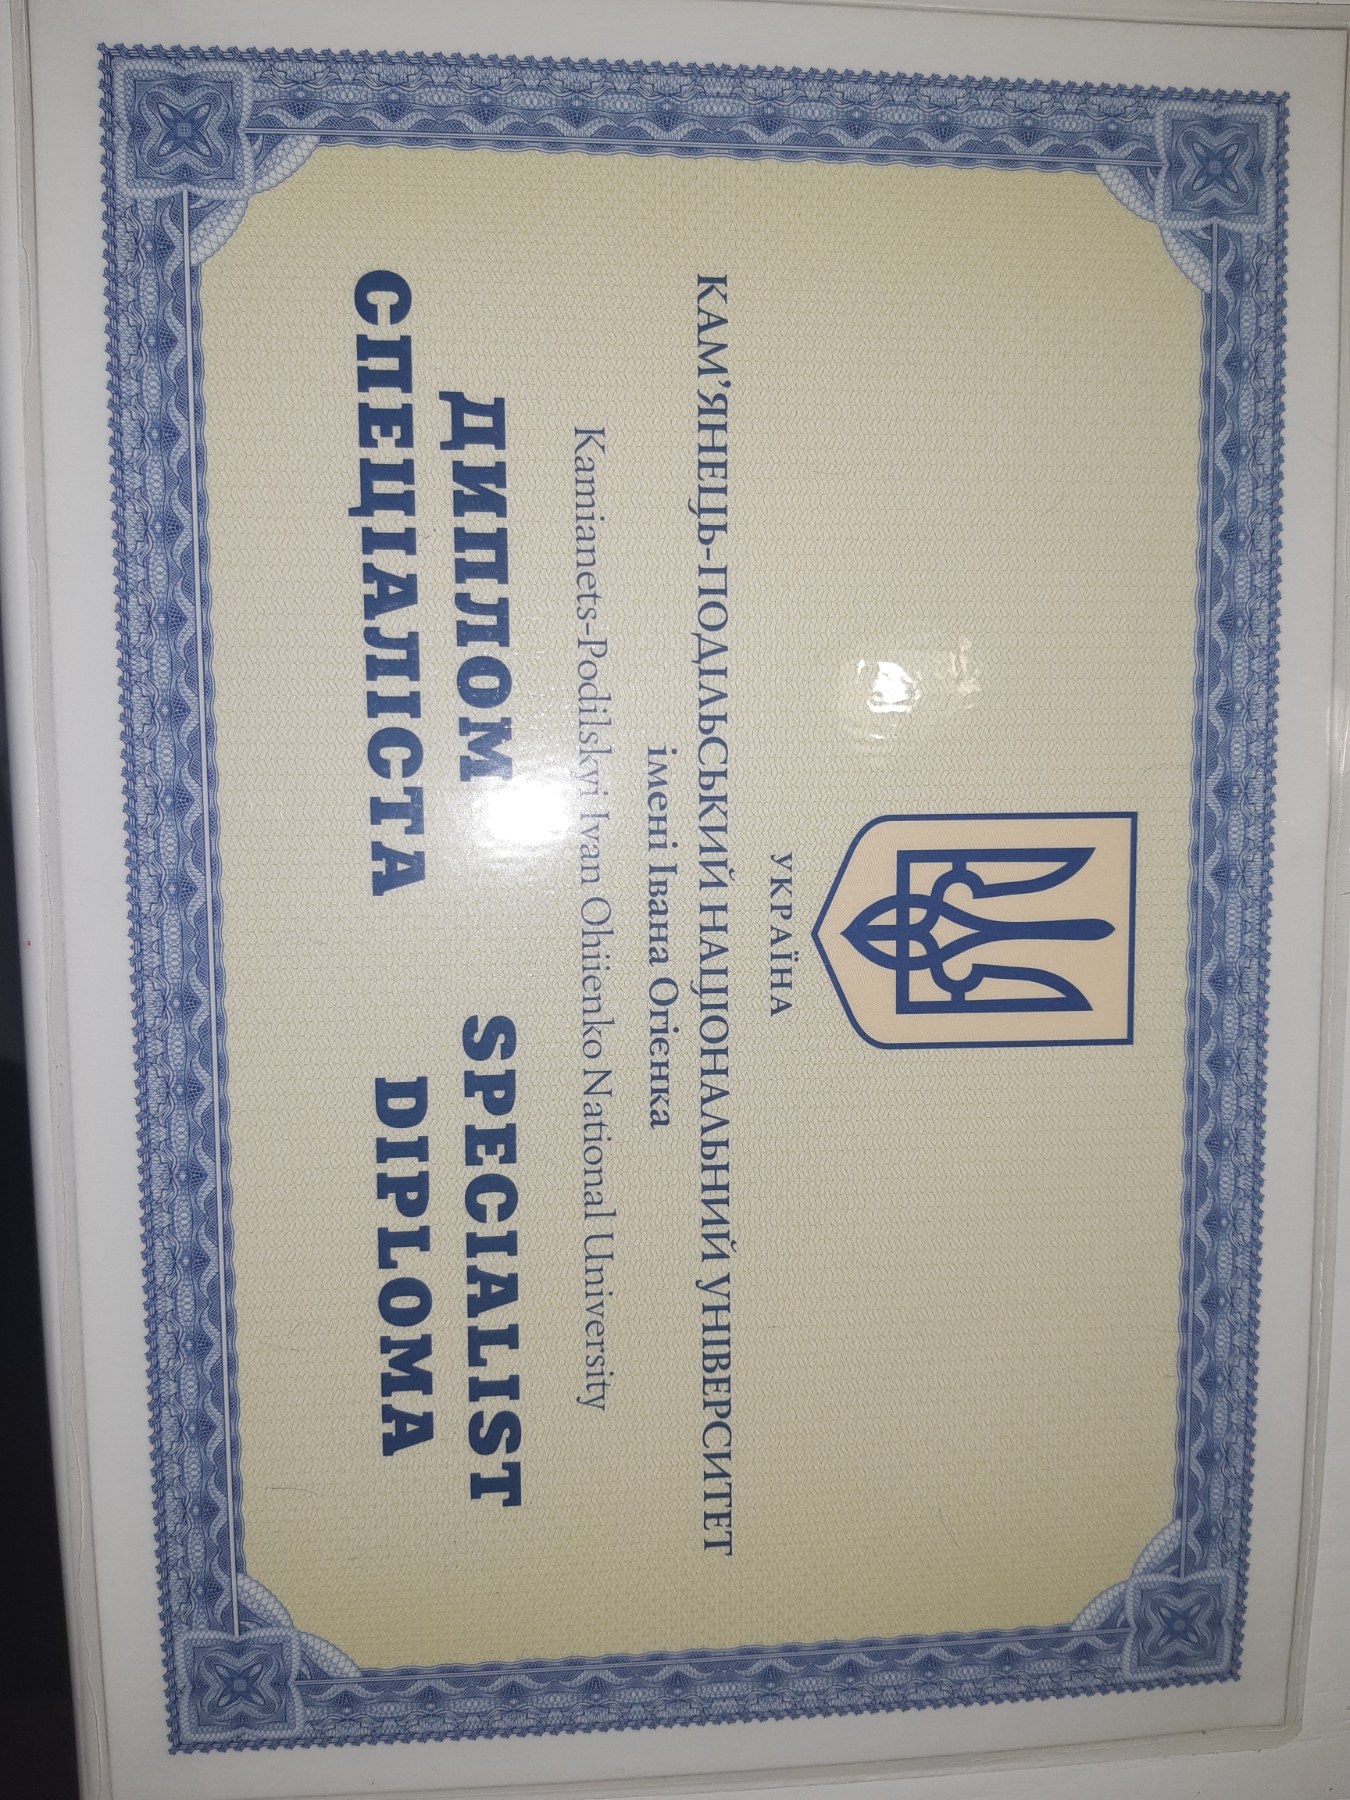 УКРАЇНА
КАМ’ЯНЕЦЬ-ПОДІЛЬСЬКИЙ НАЦІОНАЛЬНИЙ УНІВЕРСИТЕТ
імені Івана Огієнка
Kamianets-Podilskyi Ivan Ohiienko National University
ДИПЛОМ
СПЕЦІАЛІСТА
SPECIALIST
DIPLOMA